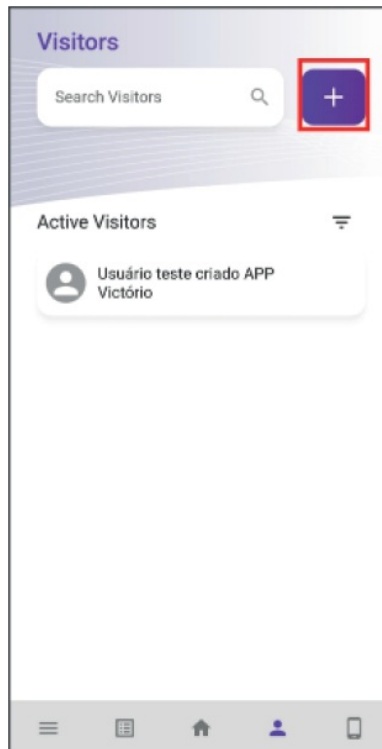 Visitors
Search Visitors
+
Active Visitors
Usuário teste criado APP
Victório